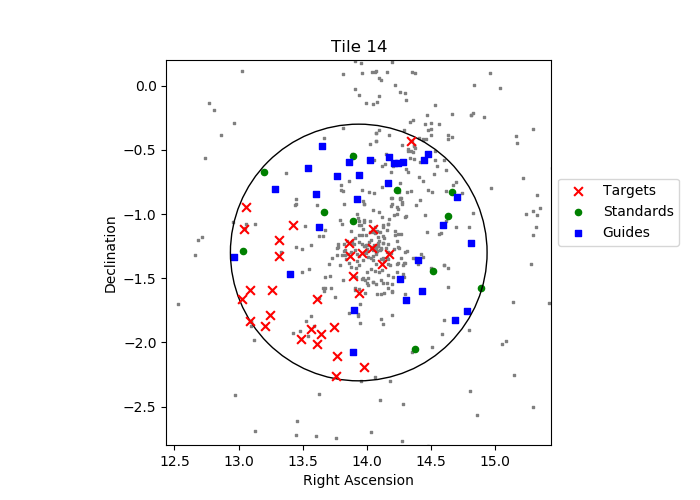 Tile 14
0.0
−0.5
−1.0
−1.5
−2.0
−2.5
Declination
12.5 13.0 13.5 14.0 14.5 15.0
Right Ascension
Targets
Standards
Guides